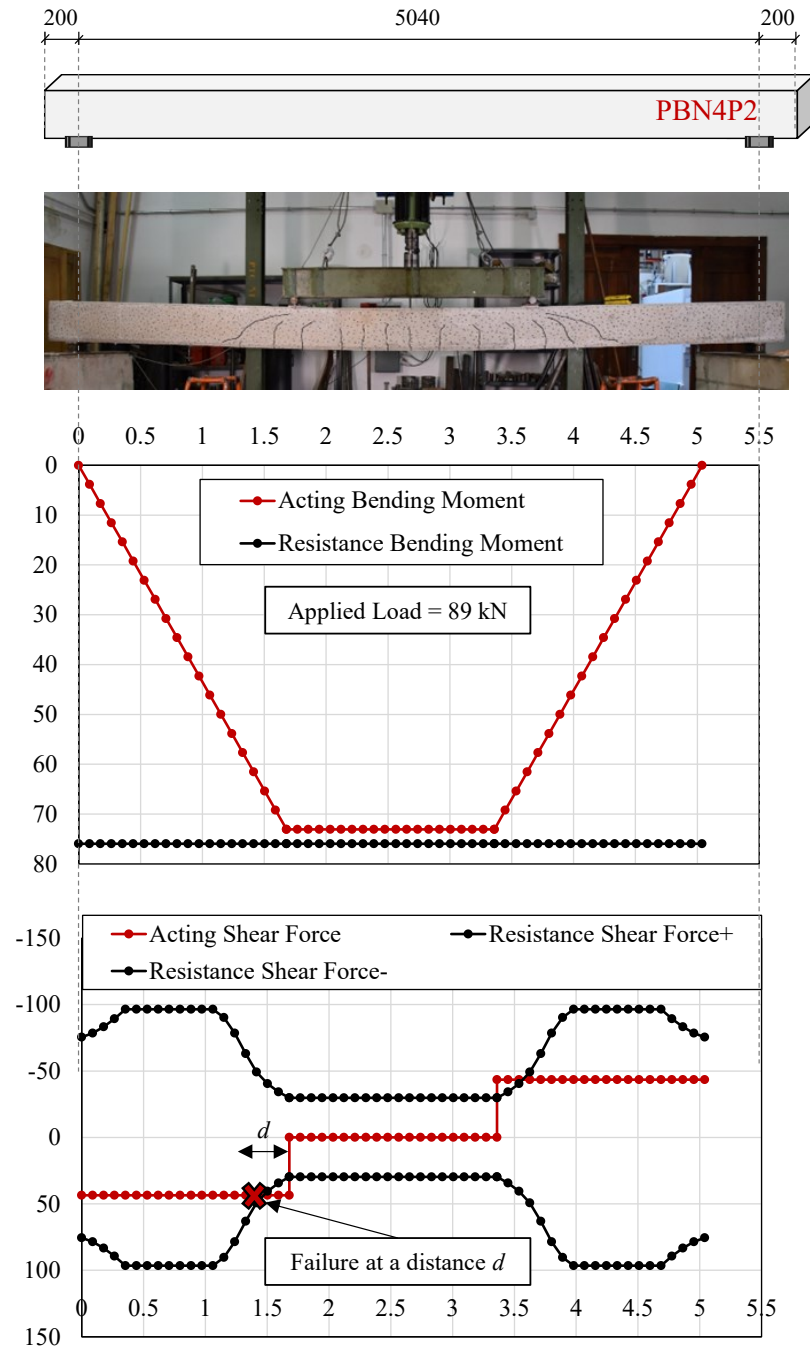 200 5040 200
PBN4P2
0 0.5 1 1.5 2 2.5 3 3.5 4 4.5 5 5.5
0
10
20
30
40
50
60
70
80
Acting Bending Moment
Resistance Bending Moment
Applied Load = 89 kN
-150
-100
-50
0
50
100
150
Acting Shear Force Resistance Shear Force+
Resistance Shear Force-
d
Failure at a distance d
0 0.5 1 1.5 2 2.5 3 3.5 4 4.5 5 5.5